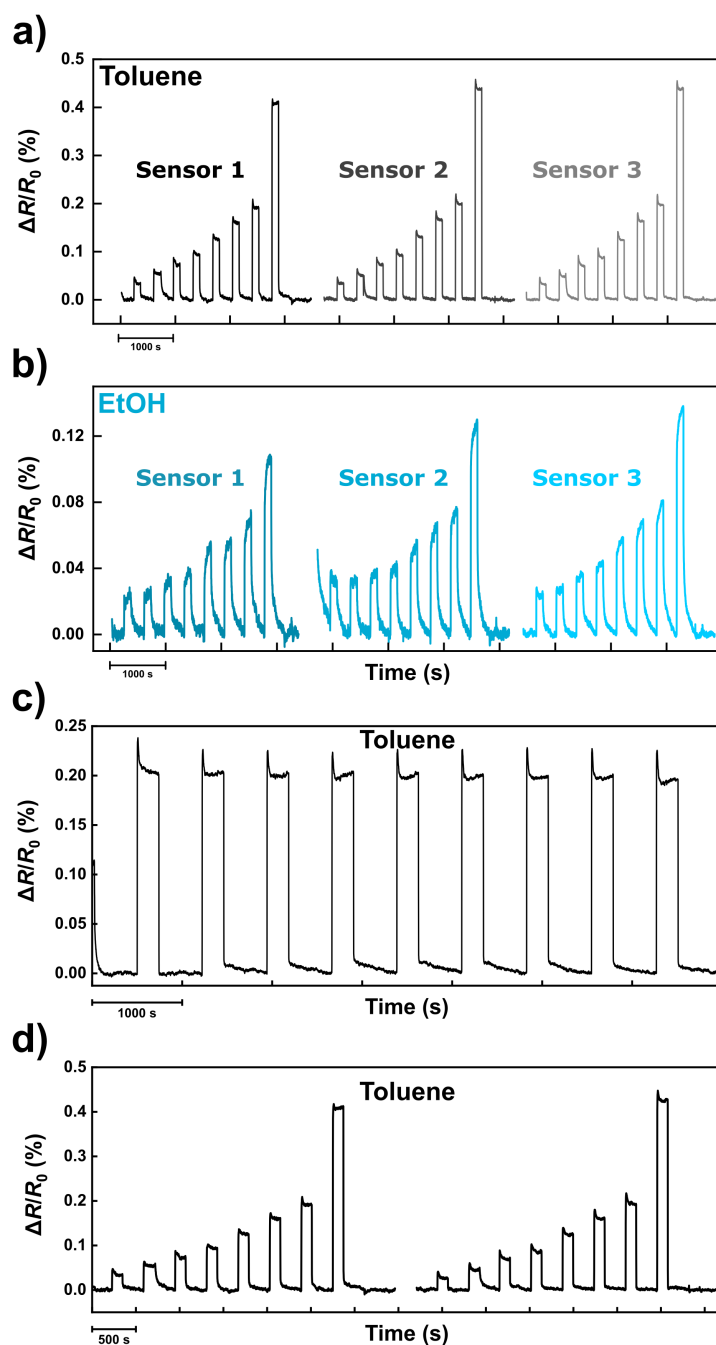 a)
Toluene
0.5
0.4
0.3
0.2
0.1
0.0
ΔR/R0 (%)
Sensor 1
Sensor 2
Sensor 3
1000 s
b)
EtOH
0.12
0.08
0.04
0.00
ΔR/R0 (%)
Sensor 1
Sensor 2
Sensor 3
1000 s
Time (s)
c)
Toluene
0.25
0.20
0.15
0.10
0.05
0.00
ΔR/R0 (%)
1000 s
Time (s)
d)
Toluene
0.5
0.4
0.3
0.2
0.1
0.0
ΔR/R0 (%)
500 s
Time (s)